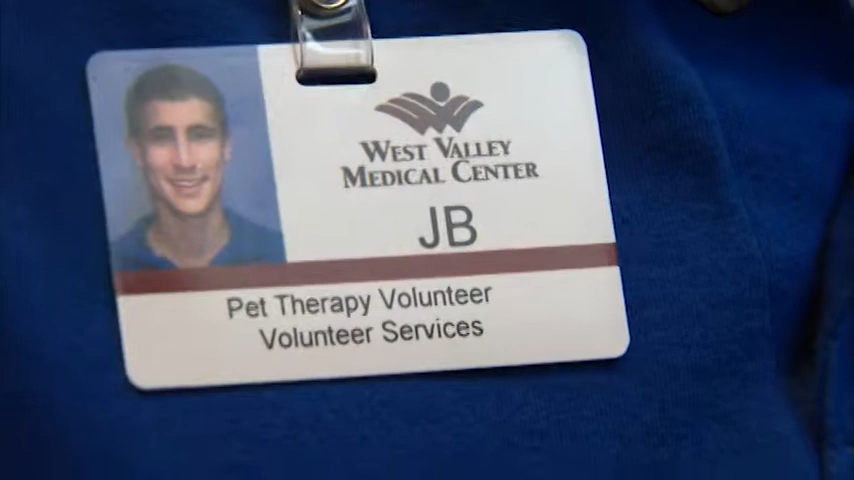 WEST VALLEY
MEDICAL CENTER
JB
Pet Therapy Volunteer
Volunteer Services